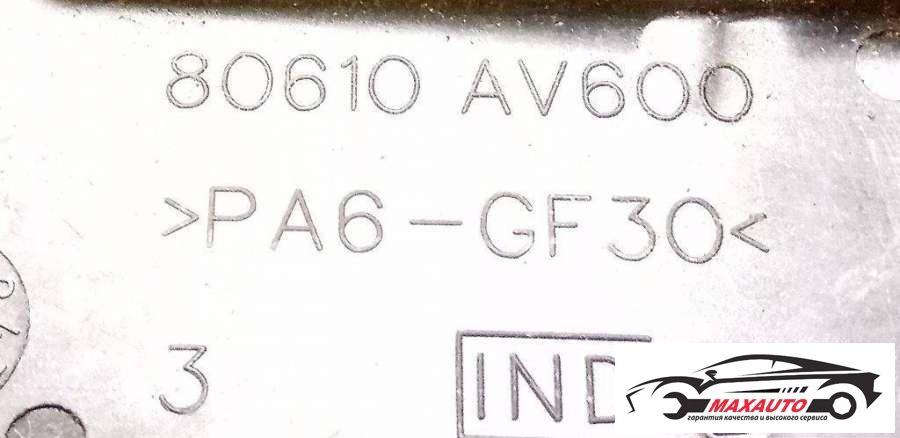 80610 AV600
>PA6-GF30<
3
MAXAUTO
гарантия качества и высокого сервиса